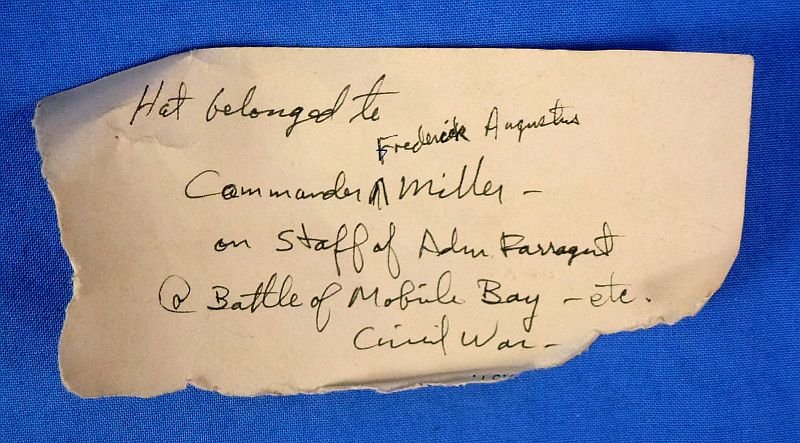 Hat belonged to
Frederick Augustus
Commander ∧ Miller -
on Staff of Adm Farragut
@ Battle of Mobile Bay - etc.
Civil War -